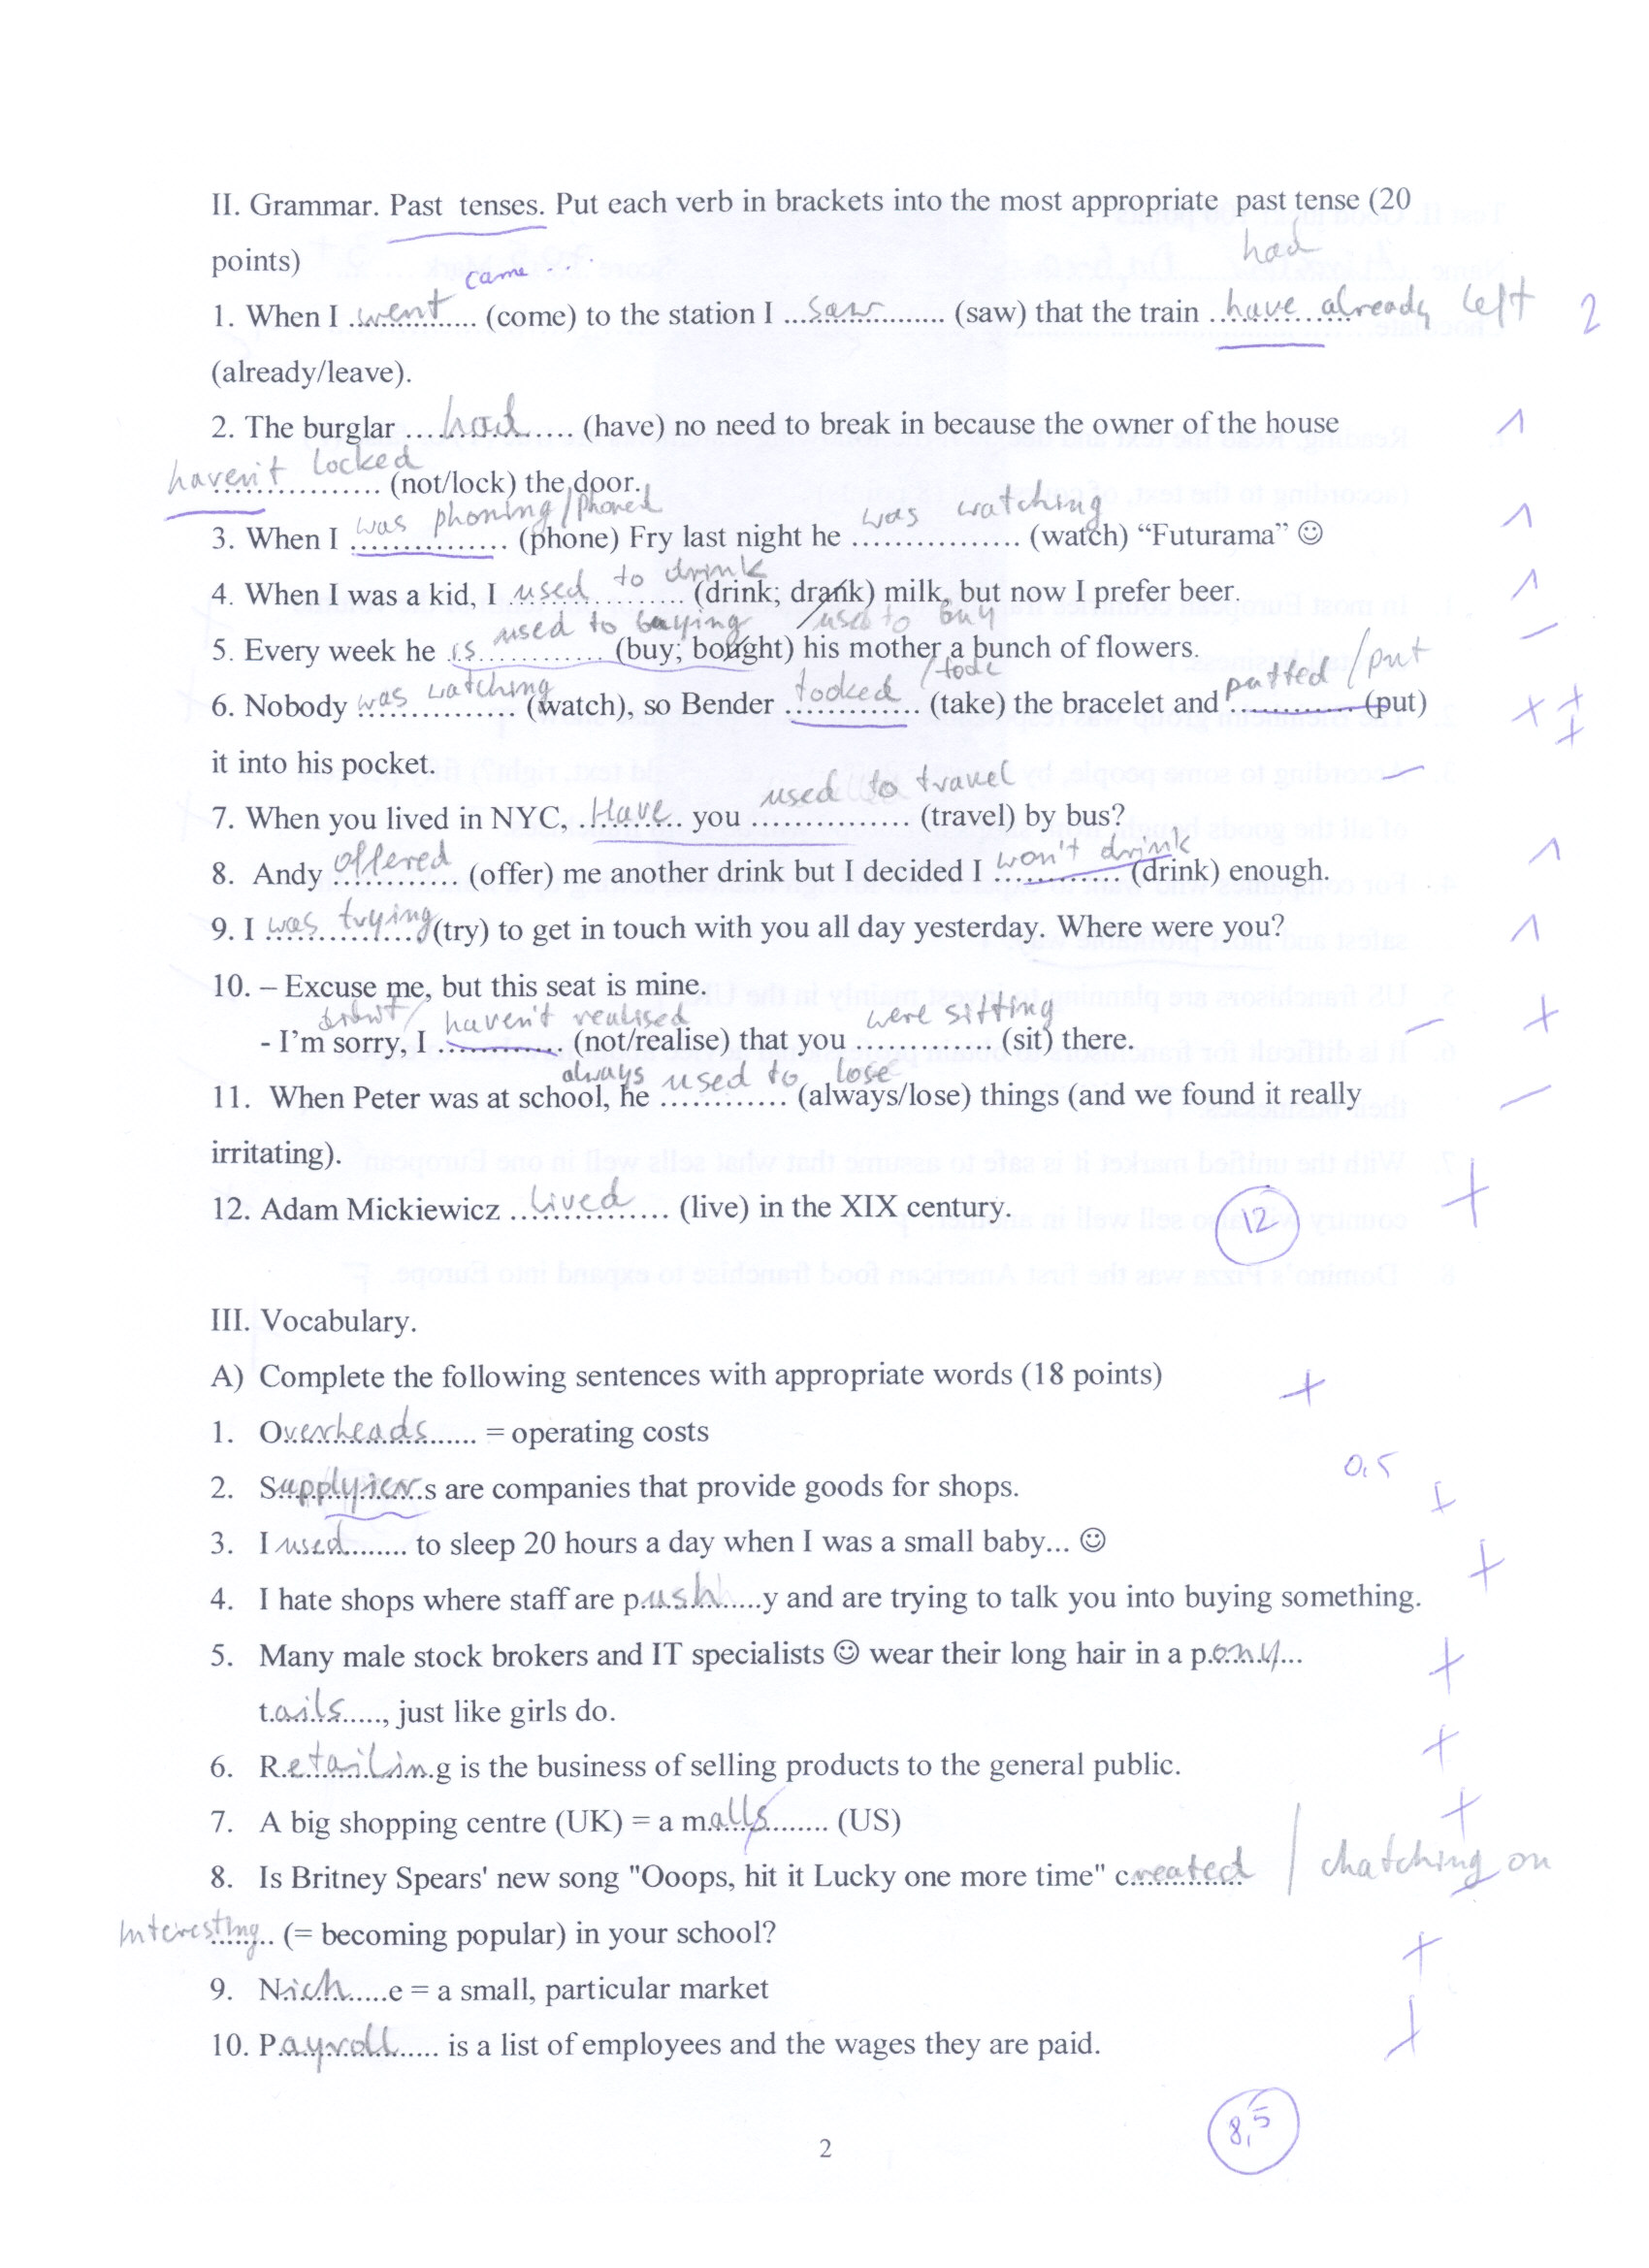 II. Grammar. Past tenses. Put each verb in brackets into the most appropriate past tense (20
points) came ... had
1. When I went (come) to the station I saw (saw) that the train have already left 2
(already/leave).
2. The burglar had (have) no need to break in because the owner of the house 1
haven't locked (not/lock) the door.
3. When I was phoning/phoned (phone) Fry last night he was watching (watch) “Futurama” ☺ 1
4. When I was a kid, I used to drink (drink; drank) milk, but now I prefer beer. 1
5. Every week he is used to buying /used to buy (buy; bought) his mother a bunch of flowers. –
6. Nobody was watching (watch), so Bender tooked (take) the bracelet and putted / put (put) + + +
it into his pocket.
7. When you lived in NYC, Have you used to travel (travel) by bus? –
8. Andy offered (offer) me another drink but I decided I won't drink (drink) enough. 1
9. I was trying (try) to get in touch with you all day yesterday. Where were you? 1
10. – Excuse me, but this seat is mine.
- I’m sorry, I haven't realised (not/realise) that you were sitting (sit) there. – +
11. When Peter was at school, he always used to lose (always/lose) things (and we found it really –
irritating).
12. Adam Mickiewicz lived (live) in the XIX century. 12 +
III. Vocabulary.
A) Complete the following sentences with appropriate words (18 points)
1. Overheads = operating costs +
2. Supplyiers are companies that provide goods for shops. 0,5
3. I used to sleep 20 hours a day when I was a small baby... ☺ +
4. I hate shops where staff are pushy and are trying to talk you into buying something. +
5. Many male stock brokers and IT specialists ☺ wear their long hair in a pony...
tails, just like girls do. +
6. Retailing is the business of selling products to the general public. +
7. A big shopping centre (UK) = a malls (US) +
8. Is Britney Spears' new song "Ooops, hit it Lucky one more time" created / chatching on
interesting (= becoming popular) in your school?
9. Niche = a small, particular market +
10. Payroll is a list of employees and the wages they are paid. +
2 8,5